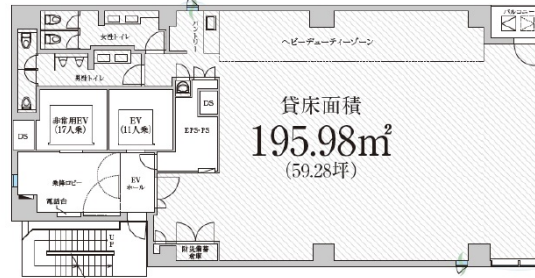 女性トイレ
パントリー
ヘビーデューティーゾーン
バルコニー
男性トイレ
DS
非常用EV
(17人乗)
EV
(11人乗)
DS
EPS・PS
貸床面積
195.98㎡
(59.28坪)
乗降ロビー
EV
ホール
電話台
UP
防災備蓄
倉庫